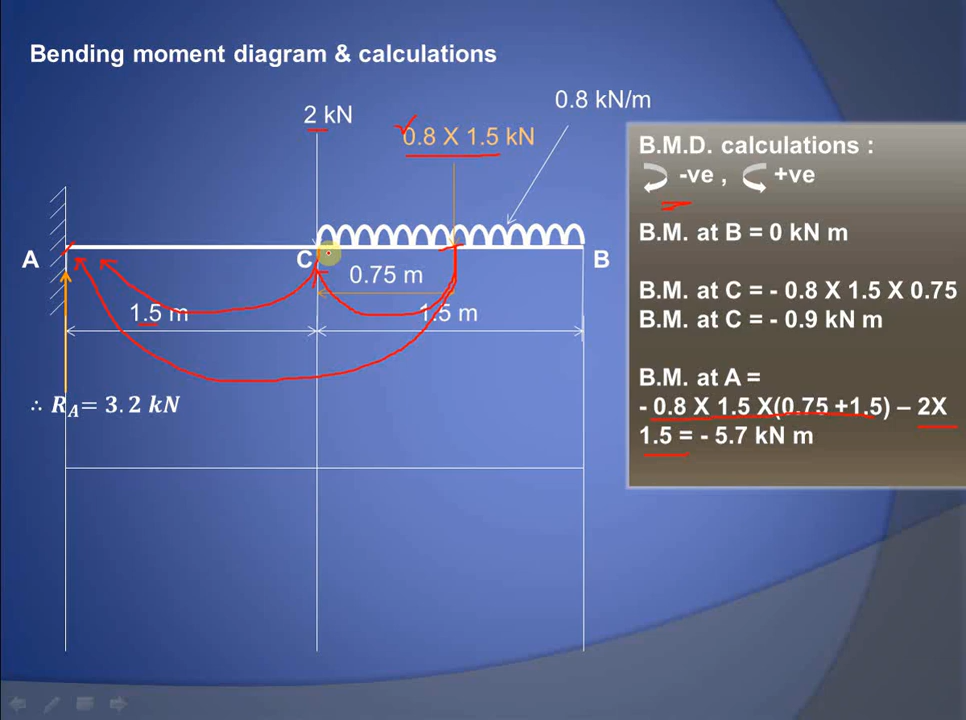 Bending moment diagram & calculations
2 kN
0.8 X 1.5 kN
0.8 kN/m
A
C
B
0.75 m
1.5 m
1.5 m
∴ R_A = 3.2 kN
B.M.D. calculations :
-ve , +ve
B.M. at B = 0 kN m
B.M. at C = - 0.8 X 1.5 X 0.75
B.M. at C = - 0.9 kN m
B.M. at A =
- 0.8 X 1.5 X(0.75 +1.5) – 2X
1.5 = - 5.7 kN m